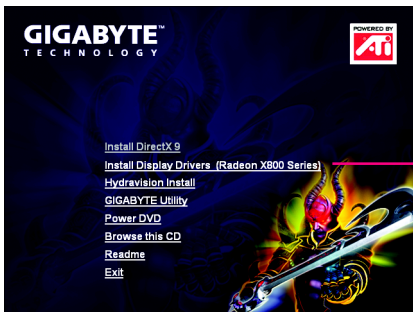 GIGABYTE™
TECHNOLOGY
POWERED BY
ATi
Install DirectX 9
Install Display Drivers (Radeon X800 Series)
Hydravision Install
GIGABYTE Utility
Power DVD
Browse this CD
Readme
Exit